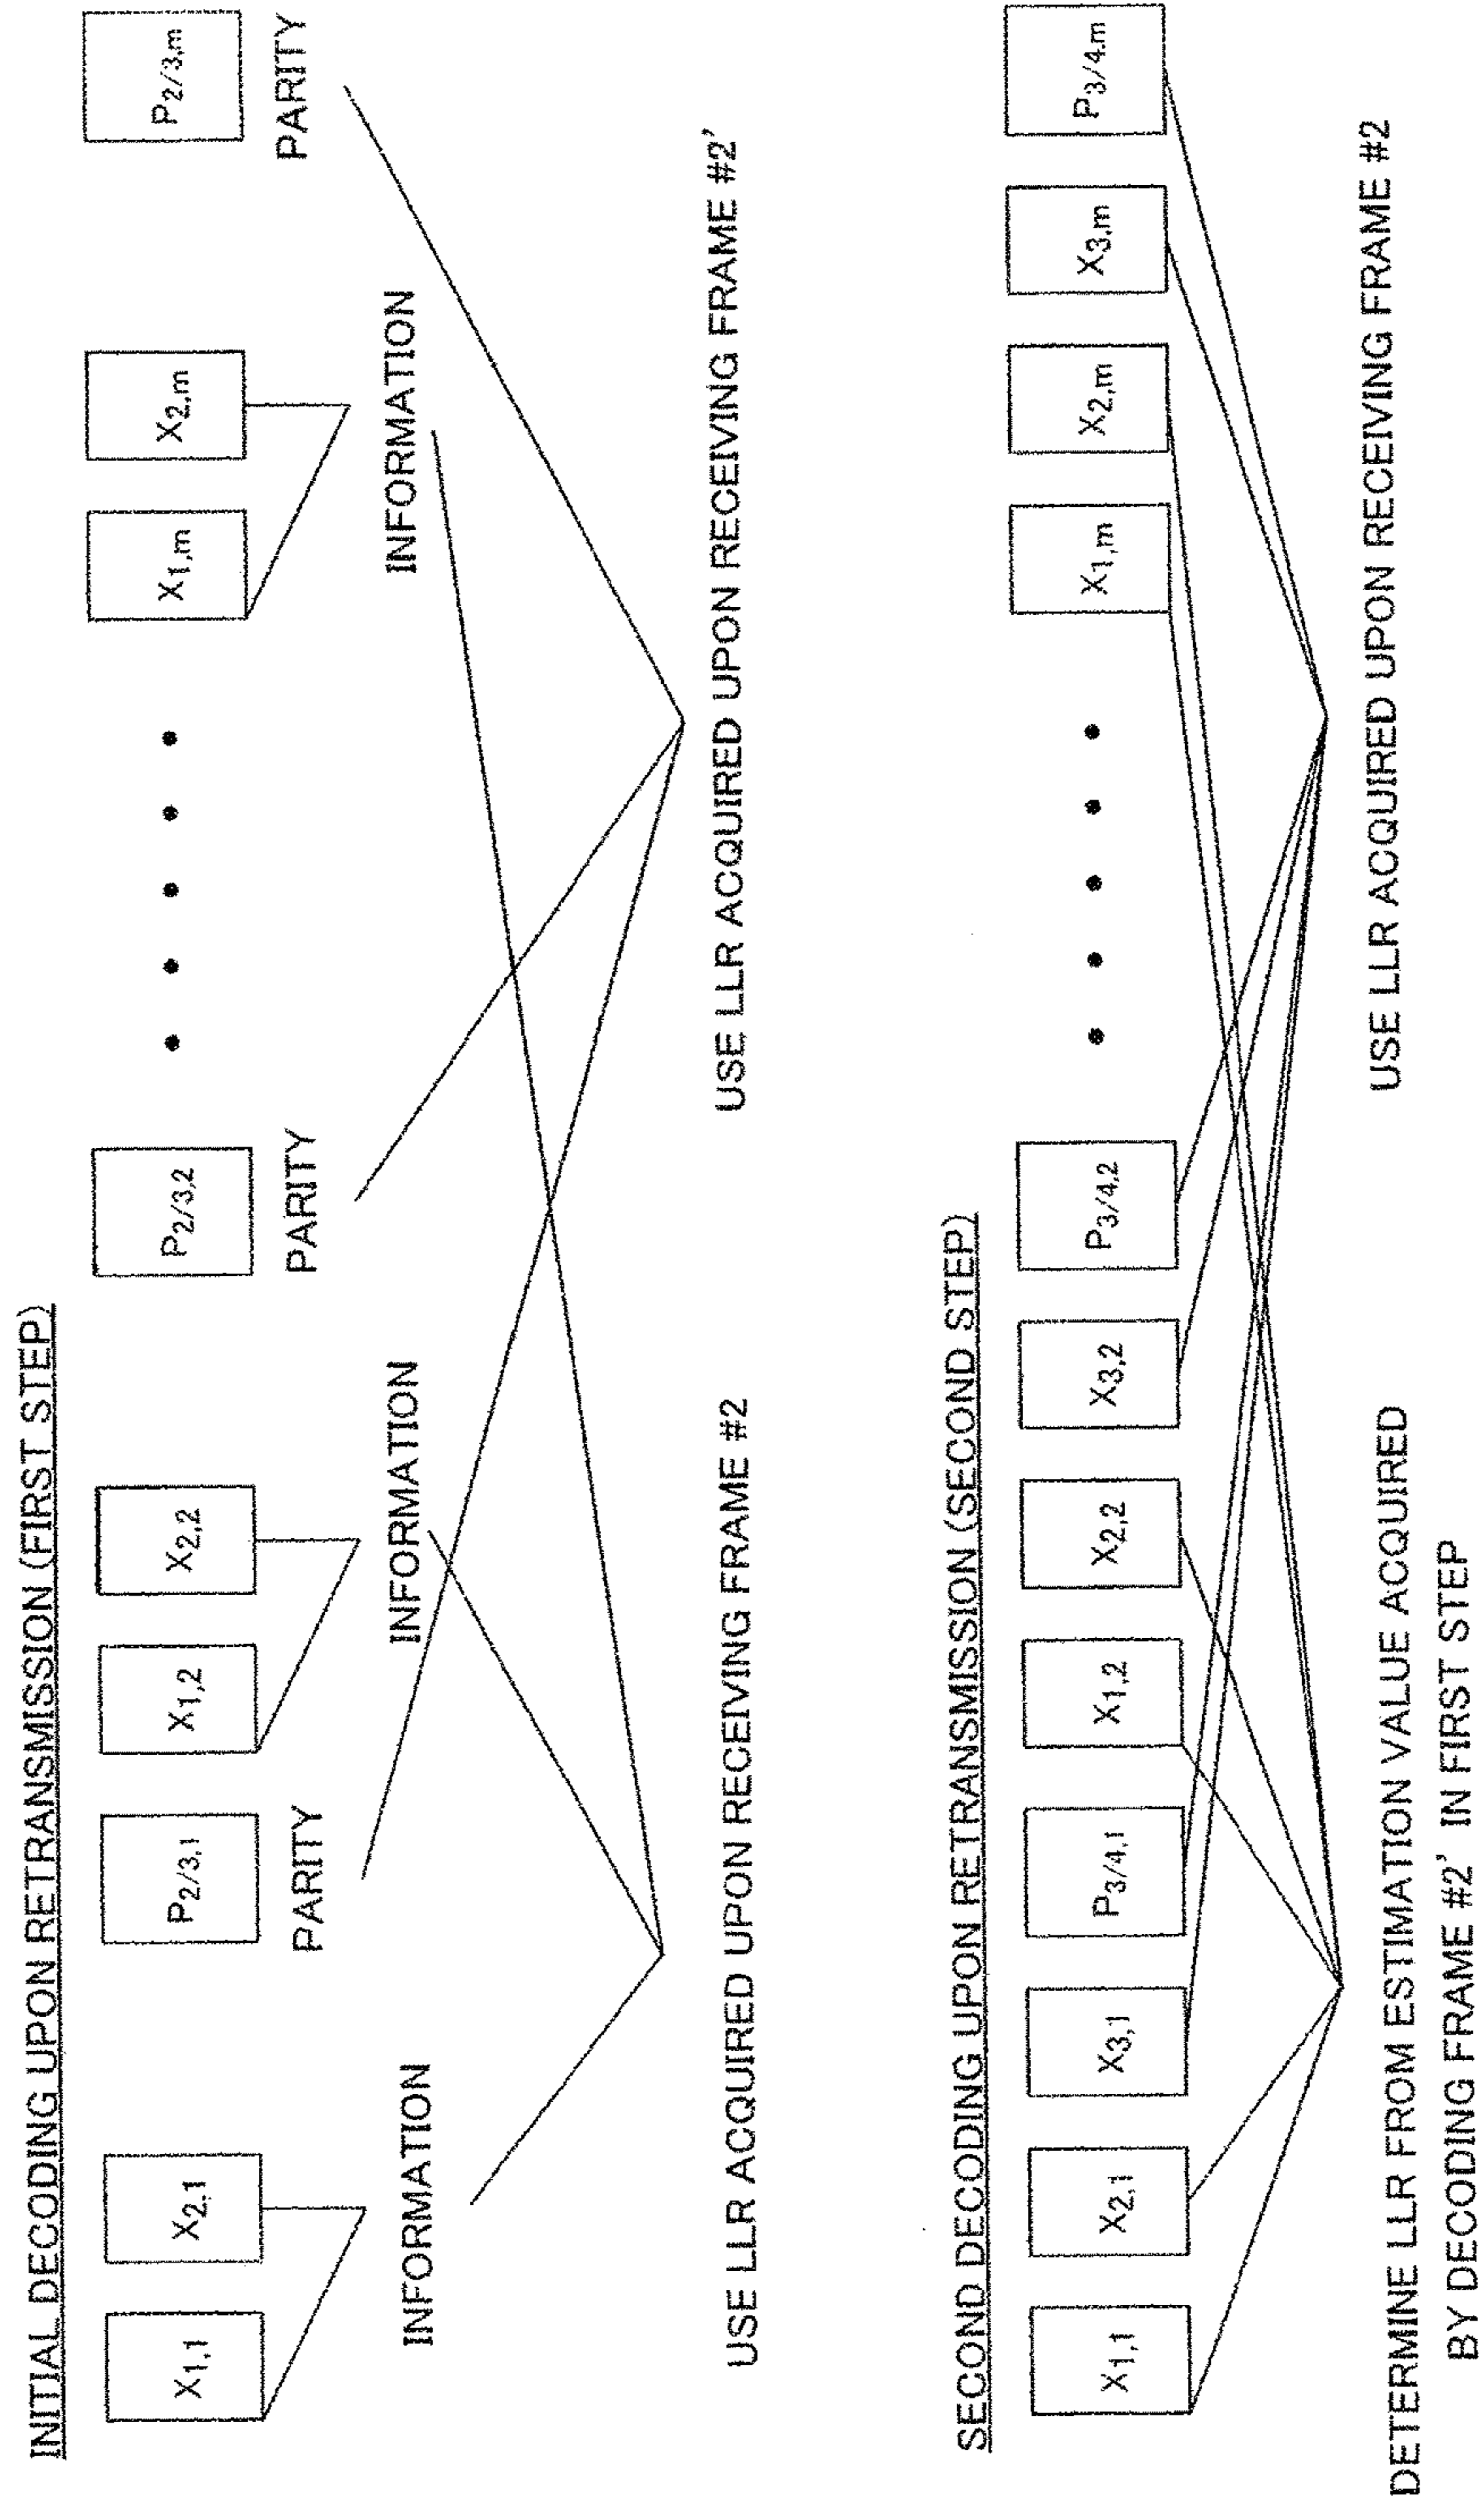 INITIAL DECODING UPON RETRANSMISSION (FIRST STEP)
X1,1 X2,1 P2/3,1 X1,2 X2,2 P2/3,2 X1,m X2,m P2/3,m
INFORMATION PARITY INFORMATION PARITY INFORMATION PARITY
USE LLR ACQUIRED UPON RECEIVING FRAME #2 USE LLR ACQUIRED UPON RECEIVING FRAME #2'
SECOND DECODING UPON RETRANSMISSION (SECOND STEP)
X1,1 X2,1 X3,1 P3/4,1 X1,2 X2,2 X3,2 P3/4,2 X1,m X2,m X3,m P3/4,m
DETERMINE LLR FROM ESTIMATION VALUE ACQUIRED USE LLR ACQUIRED UPON RECEIVING FRAME #2
BY DECODING FRAME #2' IN FIRST STEP